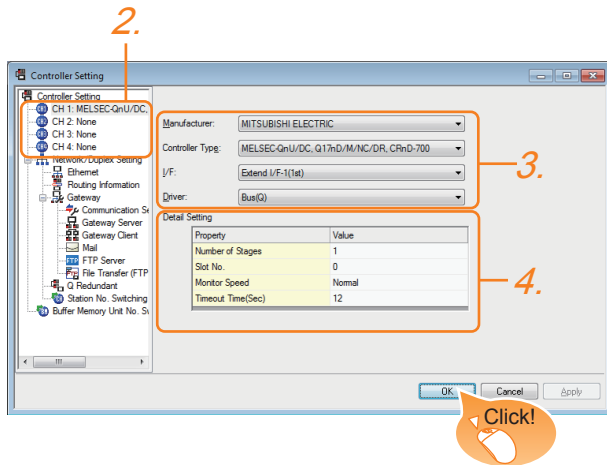 2.
Controller Setting
Controller Setting
CH 1: MELSEC-QnU/DC,
CH 2: None
CH 3: None
CH 4: None
Network/Duplex Setting
Ethernet
Routing Information
Gateway
Communication Se
Gateway Server
Gateway Client
Mail
FTP Server
File Transfer (FTP
Q Redundant
Station No. Switching
Buffer Memory Unit No. Sw
Manufacturer: MITSUBISHI ELECTRIC
Controller Type: MELSEC-QnU/DC, Q17nD/M/NC/DR, CRnD-700
I/F: Extend I/F-1(1st)
Driver: Bus(Q)
3.
Detail Setting
Property Value
Number of Stages 1
Slot No. 0
Monitor Speed Normal
Timeout Time(Sec) 12
4.
OK Cancel Apply
Click!